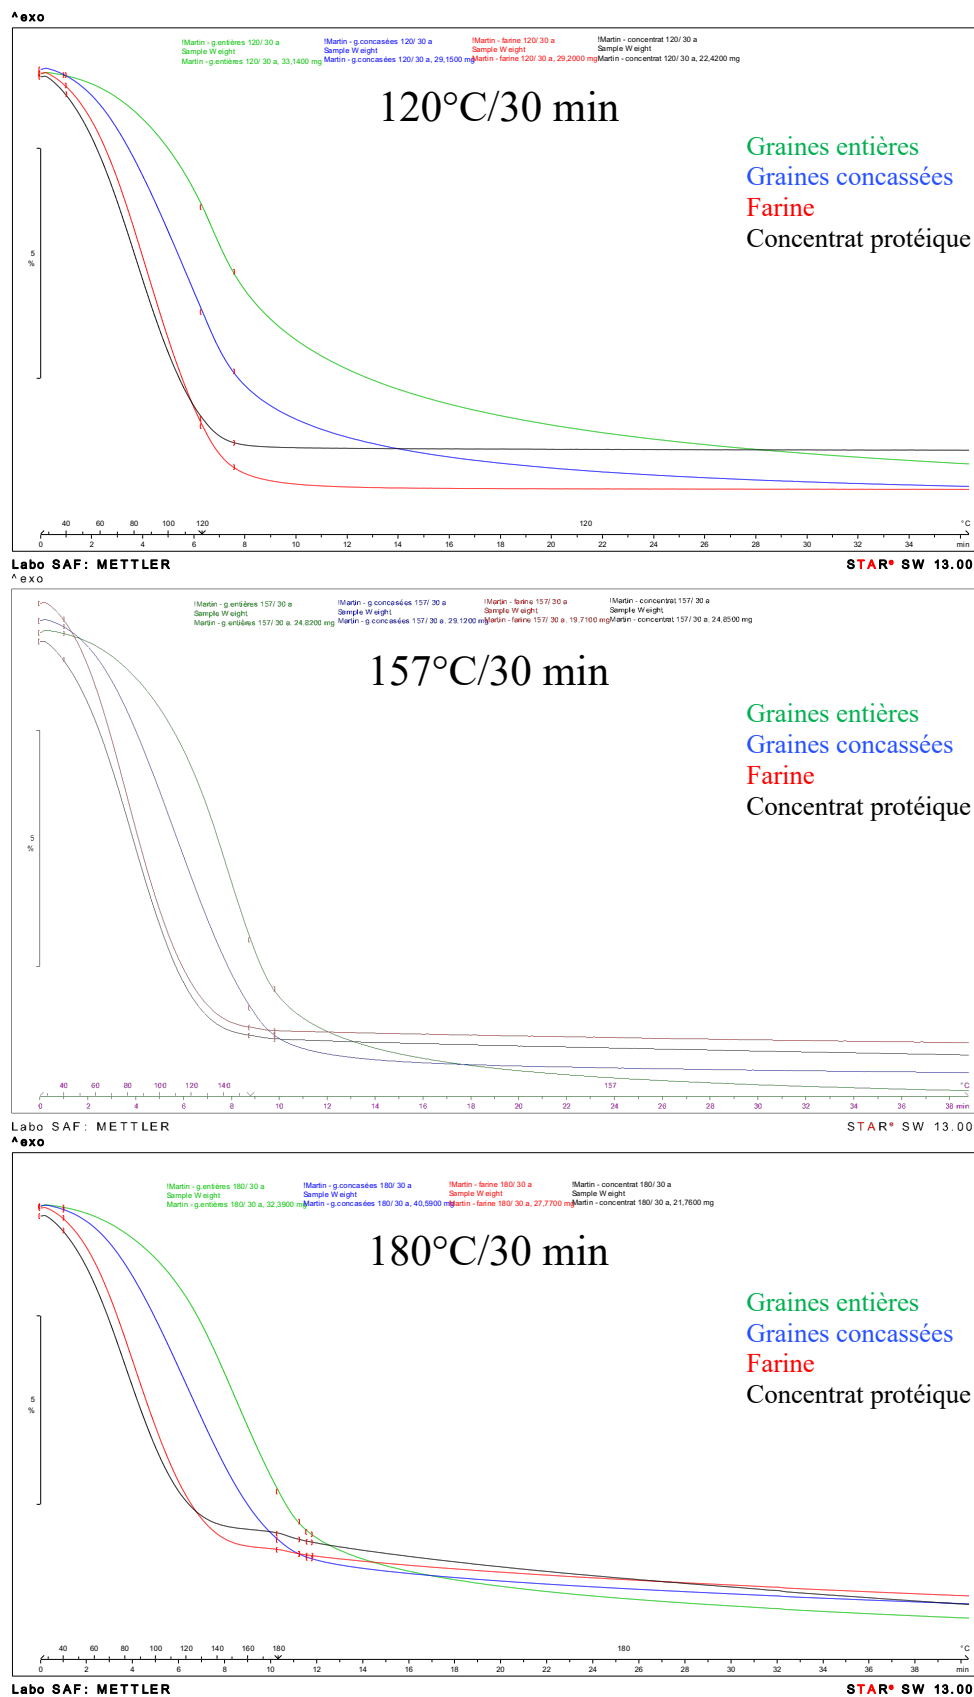 ^exo
!Martin - g.entières 120/ 30 a
Sample Weight
Martin - g.entières 120/ 30 a, 33,1400 mg
!Martin - g.concasées 120/ 30 a
Sample Weight
Martin - g.concasées 120/ 30 a, 29,1500 mg
!Martin - farine 120/ 30 a
Sample Weight
Martin - farine 120/ 30 a, 29,2000 mg
!Martin - concentrat 120/ 30 a
Sample Weight
Martin - concentrat 120/ 30 a, 22,4200 mg
120°C/30 min
Graines entières
Graines concassées
Farine
Concentrat protéique
5
%
40 60 80 100 120 120 °C
0 2 4 6 8 10 12 14 16 18 20 22 24 26 28 30 32 34 min
Labo SAF: METTLER STARe SW 13.00
^exo
!Martin - g.entières 157/ 30 a
Sample Weight
Martin - g.entières 157/ 30 a, 24,8200 mg
!Martin - g.concasées 157/ 30 a
Sample Weight
Martin - g.concasées 157/ 30 a, 29,1200 mg
!Martin - farine 157/ 30 a
Sample Weight
Martin - farine 157/ 30 a, 19,7100 mg
!Martin - concentrat 157/ 30 a
Sample Weight
Martin - concentrat 157/ 30 a, 24,8500 mg
157°C/30 min
Graines entières
Graines concassées
Farine
Concentrat protéique
5
%
40 60 80 100 120 140 157 °C
0 2 4 6 8 10 12 14 16 18 20 22 24 26 28 30 32 34 36 38 min
Labo SAF: METTLER STARe SW 13.00
^exo
!Martin - g.entières 180/ 30 a
Sample Weight
Martin - g.entières 180/ 30 a, 32,3900 mg
!Martin - g.concasées 180/ 30 a
Sample Weight
Martin - g.concasées 180/ 30 a, 40,5900 mg
!Martin - farine 180/ 30 a
Sample Weight
Martin - farine 180/ 30 a, 27,7700 mg
!Martin - concentrat 180/ 30 a
Sample Weight
Martin - concentrat 180/ 30 a, 21,7600 mg
180°C/30 min
Graines entières
Graines concassées
Farine
Concentrat protéique
5
%
40 60 80 100 120 140 160 180 180 °C
0 2 4 6 8 10 12 14 16 18 20 22 24 26 28 30 32 34 36 38 min
Labo SAF: METTLER STARe SW 13.00